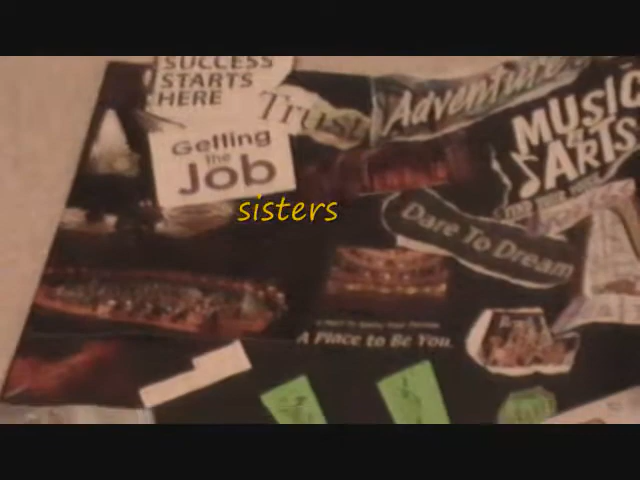 SUCCESS
STARTS
HERE
Trust
Adventure
MUSIC
&
ARTS
Getting
the
Job
sisters
Dare To Dream
A Place to Be You.